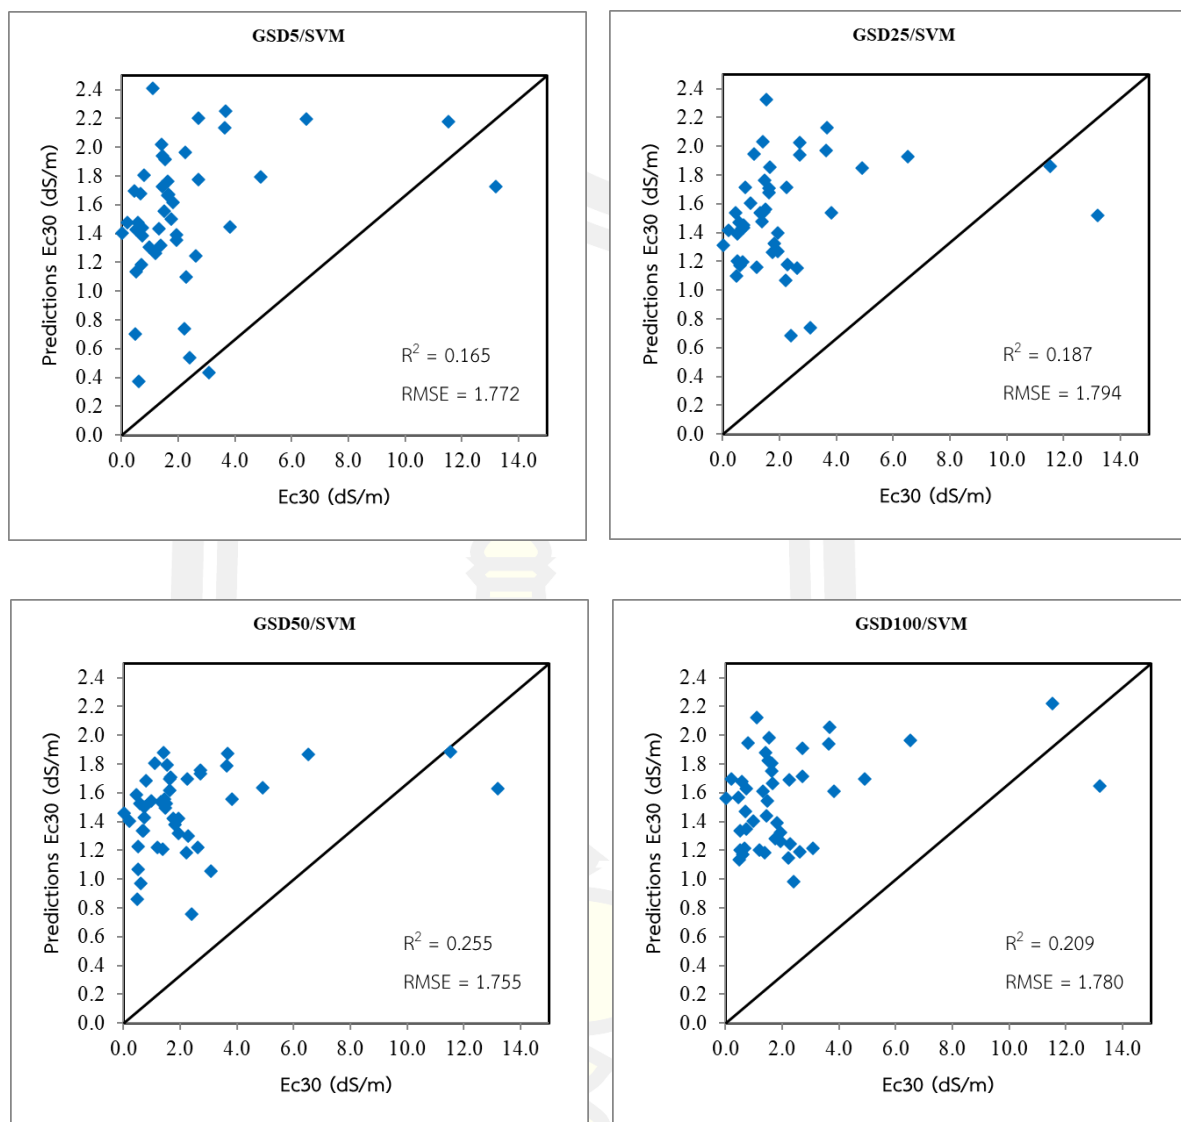 GSD5/SVM
2.4
2.2
2.0
1.8
1.6
1.4
1.2
1.0
0.8
0.6
0.4
0.2
0.0
Predictions Ec30 (dS/m)
R² = 0.165
RMSE = 1.772
0.0 2.0 4.0 6.0 8.0 10.0 12.0 14.0
Ec30 (dS/m)
GSD25/SVM
2.4
2.2
2.0
1.8
1.6
1.4
1.2
1.0
0.8
0.6
0.4
0.2
0.0
Predictions Ec30 (dS/m)
R² = 0.187
RMSE = 1.794
0.0 2.0 4.0 6.0 8.0 10.0 12.0 14.0
Ec30 (dS/m)
GSD50/SVM
2.4
2.2
2.0
1.8
1.6
1.4
1.2
1.0
0.8
0.6
0.4
0.2
0.0
Predictions Ec30 (dS/m)
R² = 0.255
RMSE = 1.755
0.0 2.0 4.0 6.0 8.0 10.0 12.0 14.0
Ec30 (dS/m)
GSD100/SVM
2.4
2.2
2.0
1.8
1.6
1.4
1.2
1.0
0.8
0.6
0.4
0.2
0.0
Predictions Ec30 (dS/m)
R² = 0.209
RMSE = 1.780
0.0 2.0 4.0 6.0 8.0 10.0 12.0 14.0
Ec30 (dS/m)